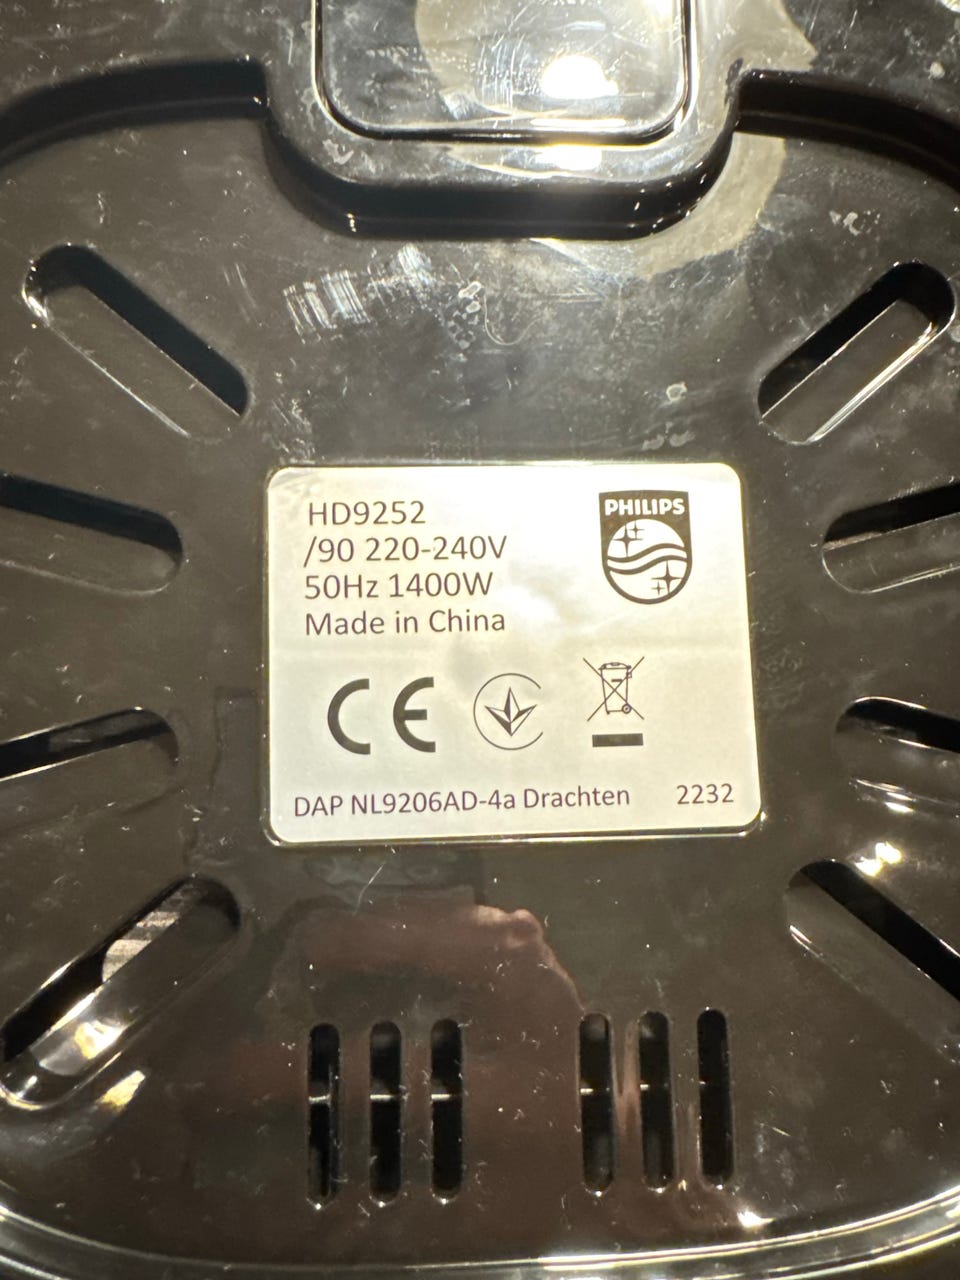 HD9252
/90 220-240V
50Hz 1400W
Made in China
PHILIPS
CE
DAP NL9206AD-4a Drachten 2232